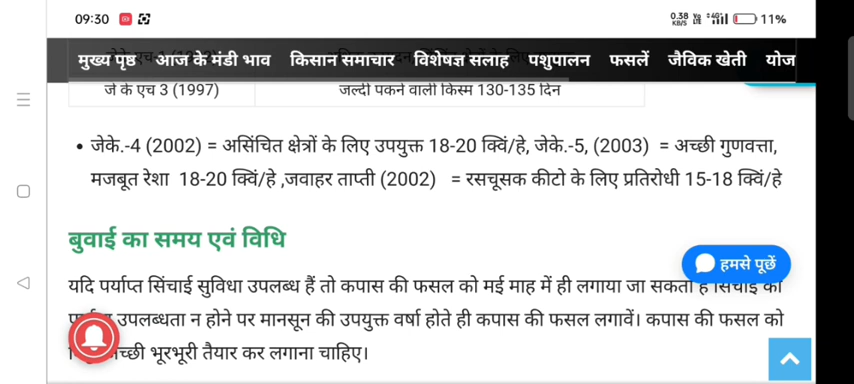 09:30
0.38 KB/S Vo LTE 4G 11%
मुख्य पृष्ठ आज के मंडी भाव किसान समाचार विशेषज्ञ सलाह पशुपालन फसलें जैविक खेती योज
जे के एच 3 (1997) जल्दी पकने वाली किस्म 130-135 दिन
• जेके.-4 (2002) = असिंचित क्षेत्रों के लिए उपयुक्त 18-20 क्विं/हे, जेके.-5, (2003) = अच्छी गुणवत्ता,
मजबूत रेशा 18-20 क्विं/हे ,जवाहर ताप्ती (2002) = रसचूसक कीटो के लिए प्रतिरोधी 15-18 क्विं/हे
बुवाई का समय एवं विधि
हमसे पूछें
यदि पर्याप्त सिंचाई सुविधा उपलब्ध हैं तो कपास की फसल को मई माह में ही लगाया जा सकता है सिंचाई की
उपलब्धता न होने पर मानसून की उपयुक्त वर्षा होते ही कपास की फसल लगावें। कपास की फसल को
भूरभूरी तैयार कर लगाना चाहिए।